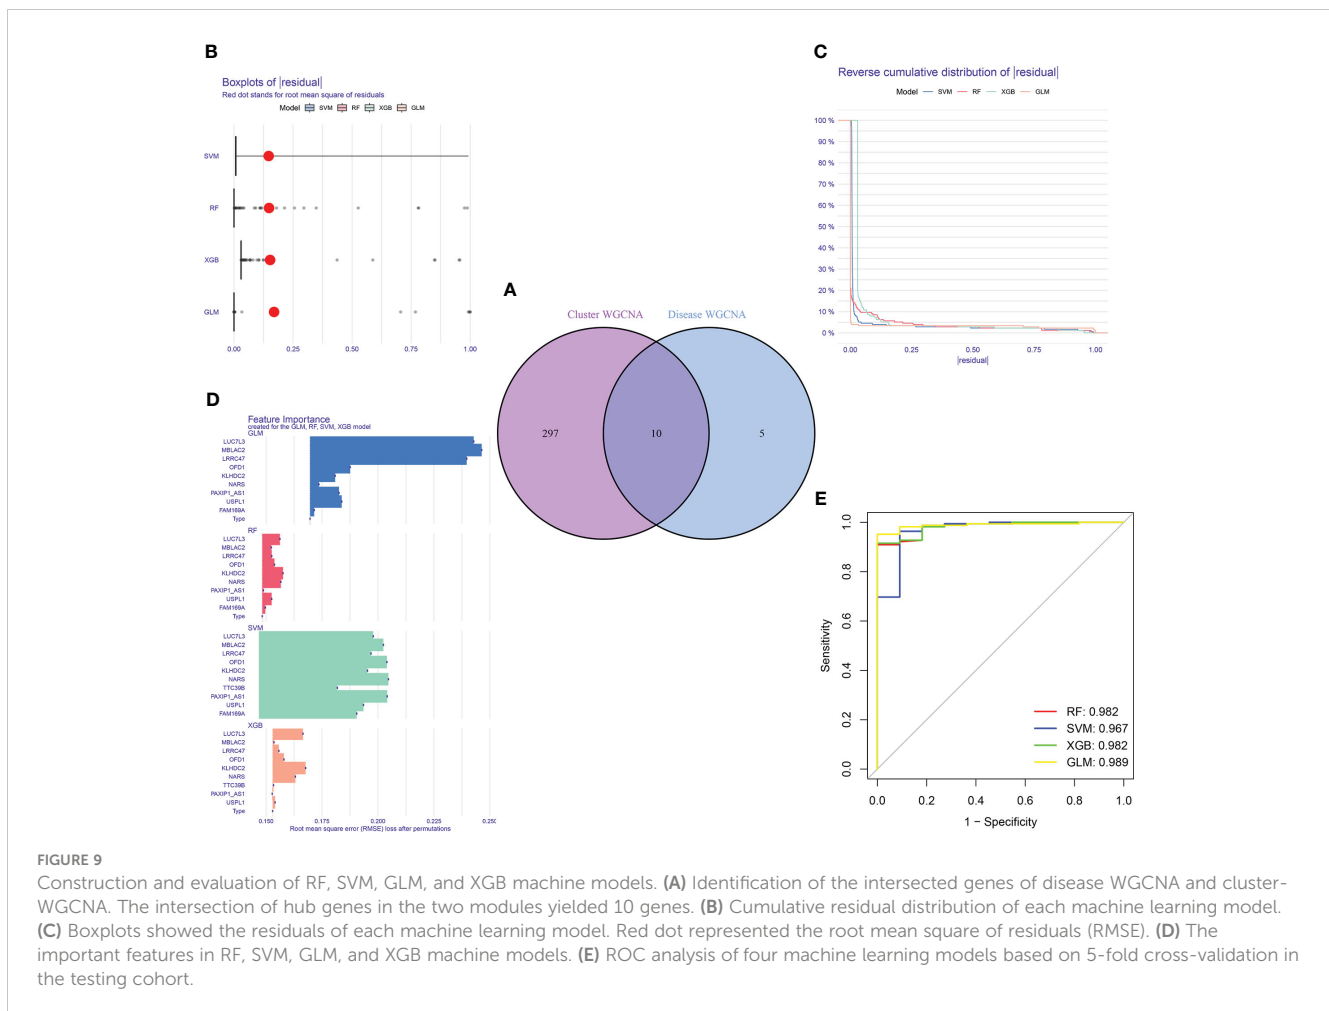 B
Boxplots of |residual|
Red dot stands for root mean square of residuals
Model SVM RF XGB GLM
SVM
RF
XGB
GLM
0.00 0.25 0.50 0.75 1.00
C
Reverse cumulative distribution of |residual|
Model SVM RF XGB GLM
100 %
90 %
80 %
70 %
60 %
50 %
40 %
30 %
20 %
10 %
0 %
0.00 0.25 0.50 0.75 1.00
|residual|
A
Cluster WGCNA Disease WGCNA
297 10 5
D
Feature Importance
created for the GLM, RF, SVM, XGB model
GLM
LUC7L3
MBLAC2
LRRC47
OFD1
KLHDC2
NARS
PAXIP1_AS1
USPL1
FAM169A
Type
RF
LUC7L3
MBLAC2
LRRC47
OFD1
KLHDC2
NARS
PAXIP1_AS1
USPL1
FAM169A
Type
SVM
LUC7L3
MBLAC2
LRRC47
OFD1
KLHDC2
NARS
TTC39B
PAXIP1_AS1
USPL1
FAM169A
XGB
LUC7L3
MBLAC2
LRRC47
OFD1
KLHDC2
NARS
TTC39B
PAXIP1_AS1
USPL1
Type
0.150 0.175 0.200 0.225 0.250
Root mean square error (RMSE) loss after permutations
E
Sensitivity
1.0
0.8
0.6
0.4
0.2
0.0
RF: 0.982
SVM: 0.967
XGB: 0.982
GLM: 0.989
0.0 0.2 0.4 0.6 0.8 1.0
1 − Specificity
FIGURE 9
Construction and evaluation of RF, SVM, GLM, and XGB machine models. (A) Identification of the intersected genes of disease WGCNA and cluster-
WGCNA. The intersection of hub genes in the two modules yielded 10 genes. (B) Cumulative residual distribution of each machine learning model.
(C) Boxplots showed the residuals of each machine learning model. Red dot represented the root mean square of residuals (RMSE). (D) The
important features in RF, SVM, GLM, and XGB machine models. (E) ROC analysis of four machine learning models based on 5-fold cross-validation in
the testing cohort.